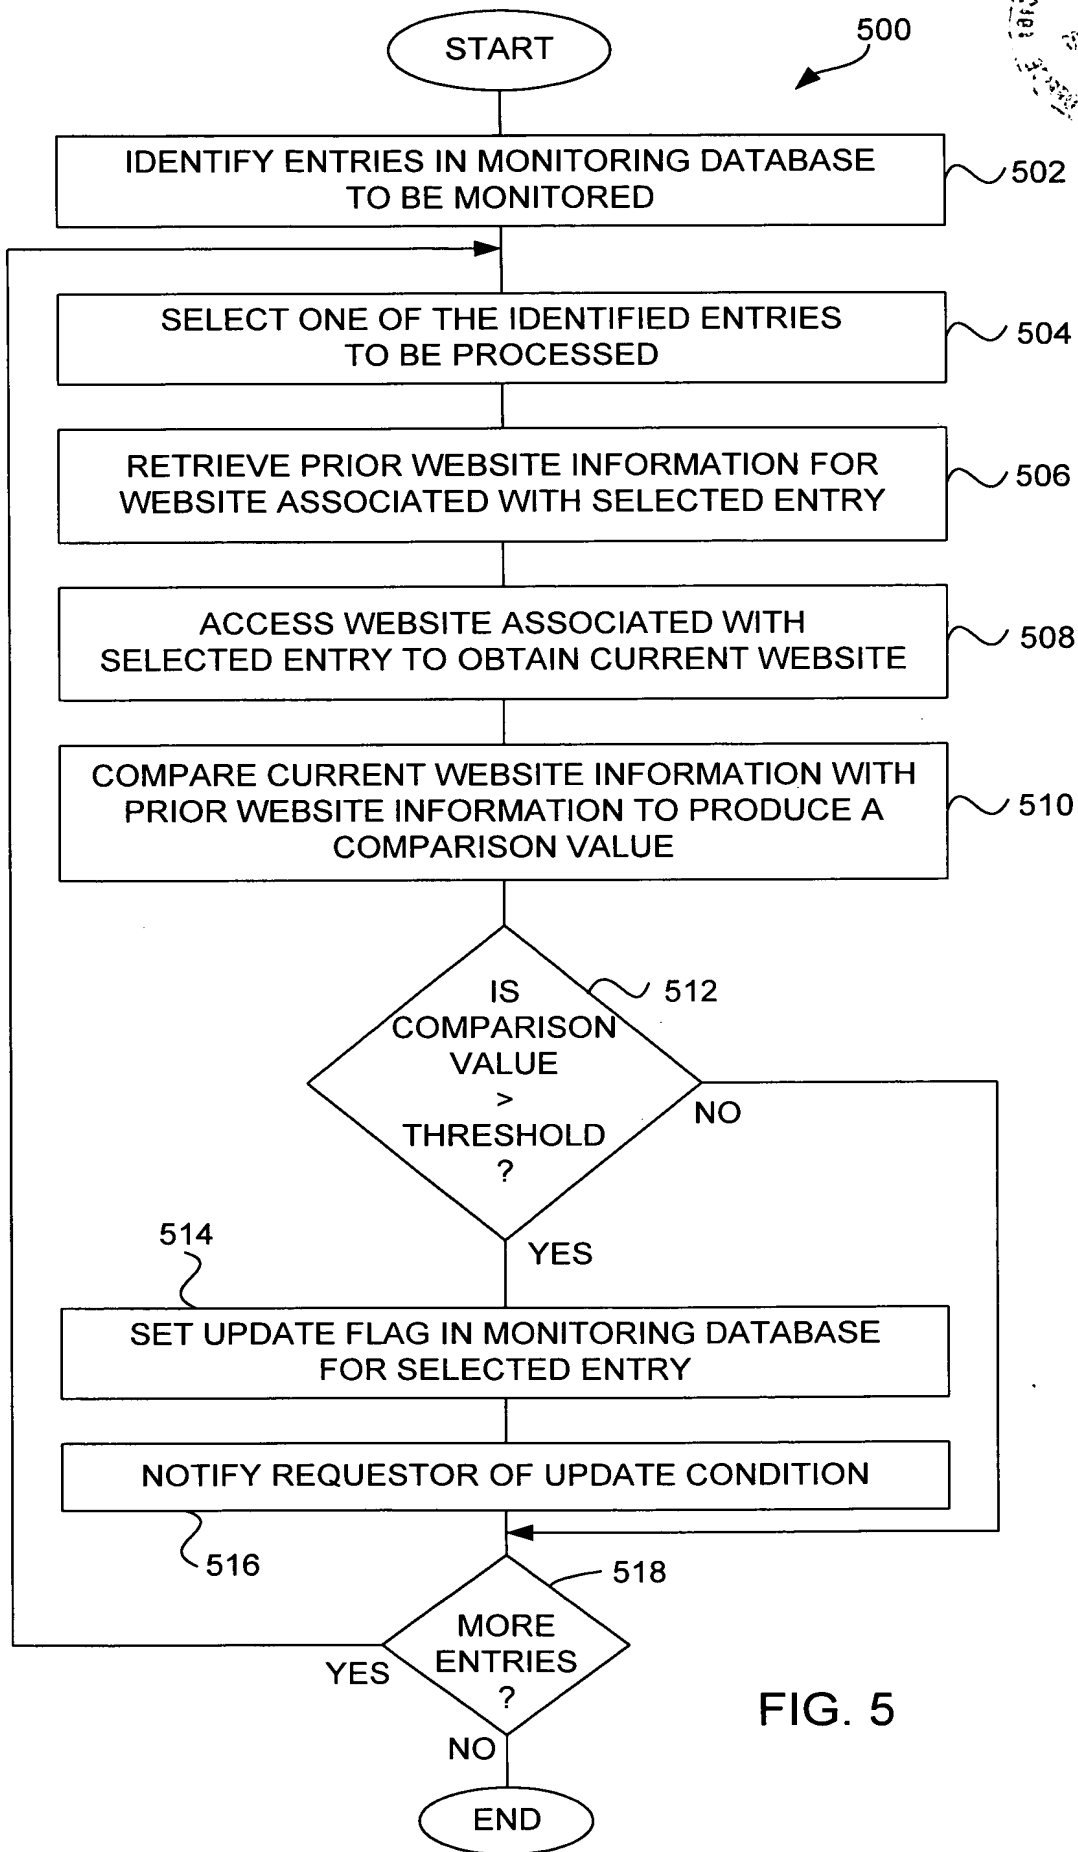 START
500
IDENTIFY ENTRIES IN MONITORING DATABASE
TO BE MONITORED
502
SELECT ONE OF THE IDENTIFIED ENTRIES
TO BE PROCESSED
504
RETRIEVE PRIOR WEBSITE INFORMATION FOR
WEBSITE ASSOCIATED WITH SELECTED ENTRY
506
ACCESS WEBSITE ASSOCIATED WITH
SELECTED ENTRY TO OBTAIN CURRENT WEBSITE
508
COMPARE CURRENT WEBSITE INFORMATION WITH
PRIOR WEBSITE INFORMATION TO PRODUCE A
COMPARISON VALUE
510
IS
COMPARISON
VALUE
>
THRESHOLD
?
512
NO
YES
514
SET UPDATE FLAG IN MONITORING DATABASE
FOR SELECTED ENTRY
NOTIFY REQUESTOR OF UPDATE CONDITION
516
518
MORE
ENTRIES
?
YES
NO
END
FIG. 5